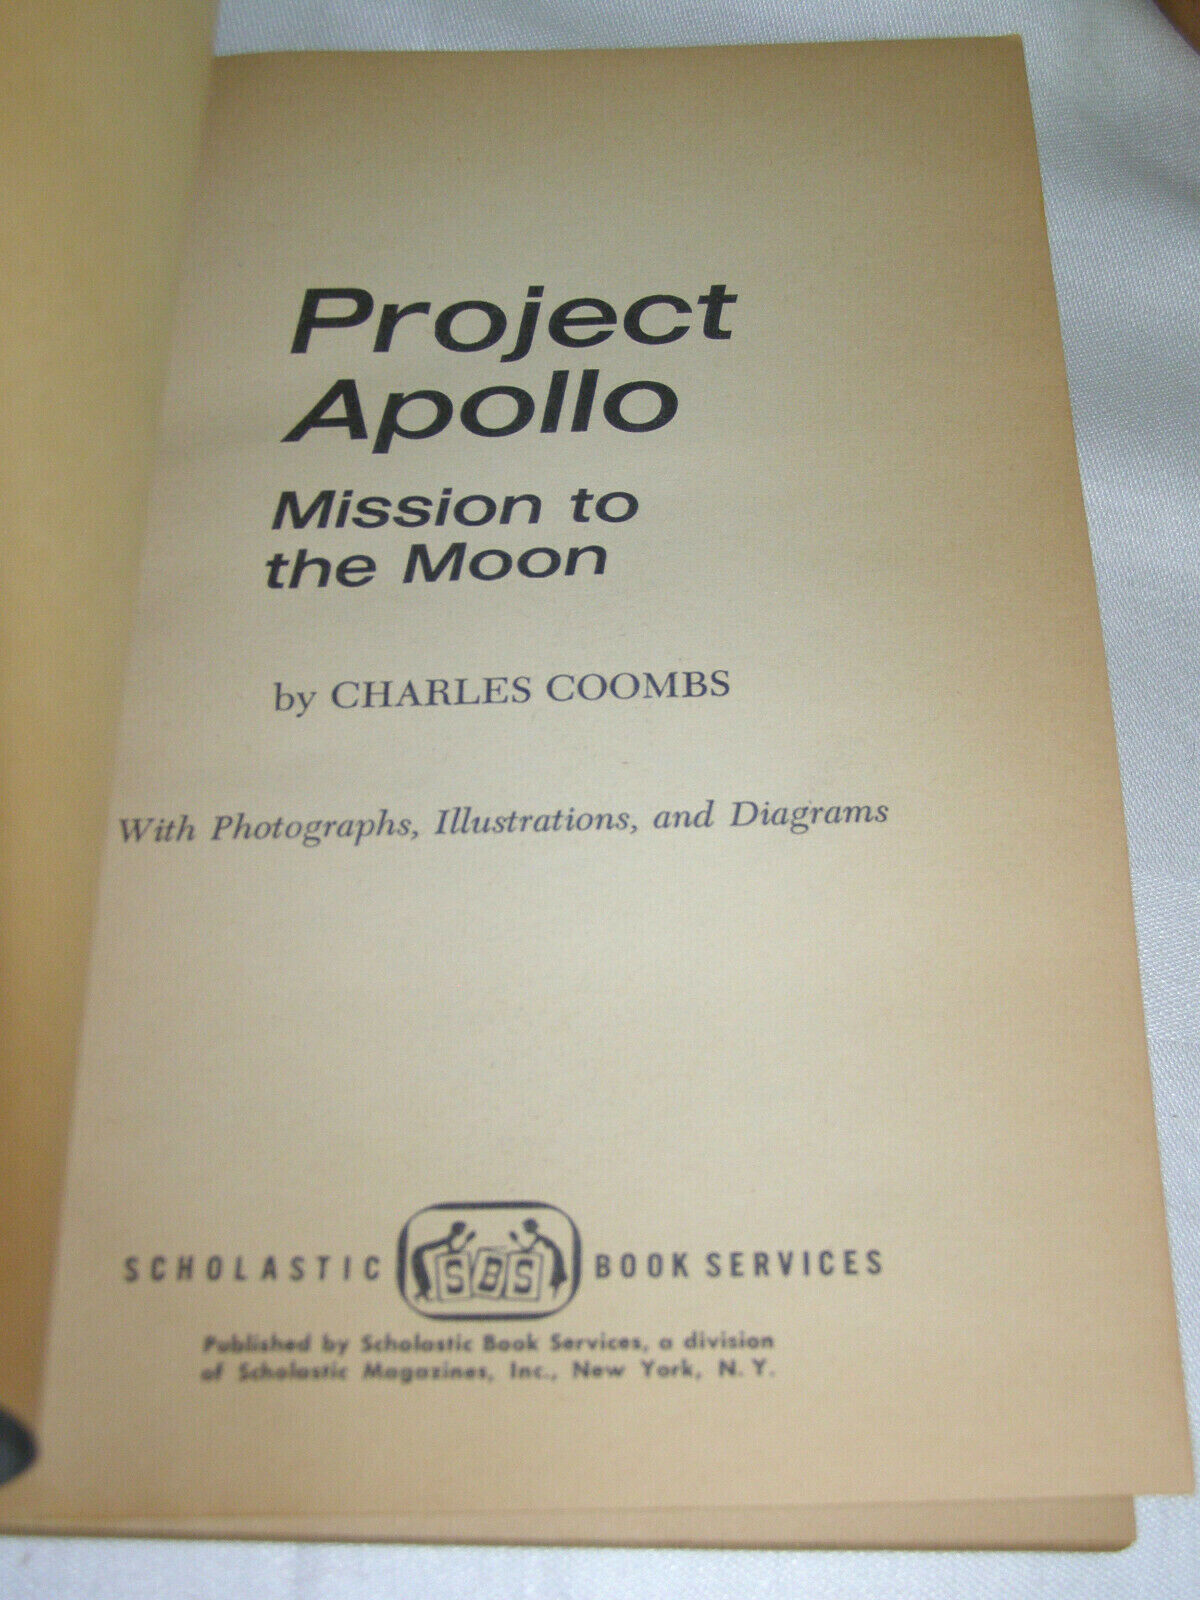 Project
Apollo
Mission to
the Moon
by CHARLES COOMBS
With Photographs, Illustrations, and Diagrams
SCHOLASTIC SBS BOOK SERVICES
Published by Scholastic Book Services, a division
of Scholastic Magazines, Inc., New York, N. Y.